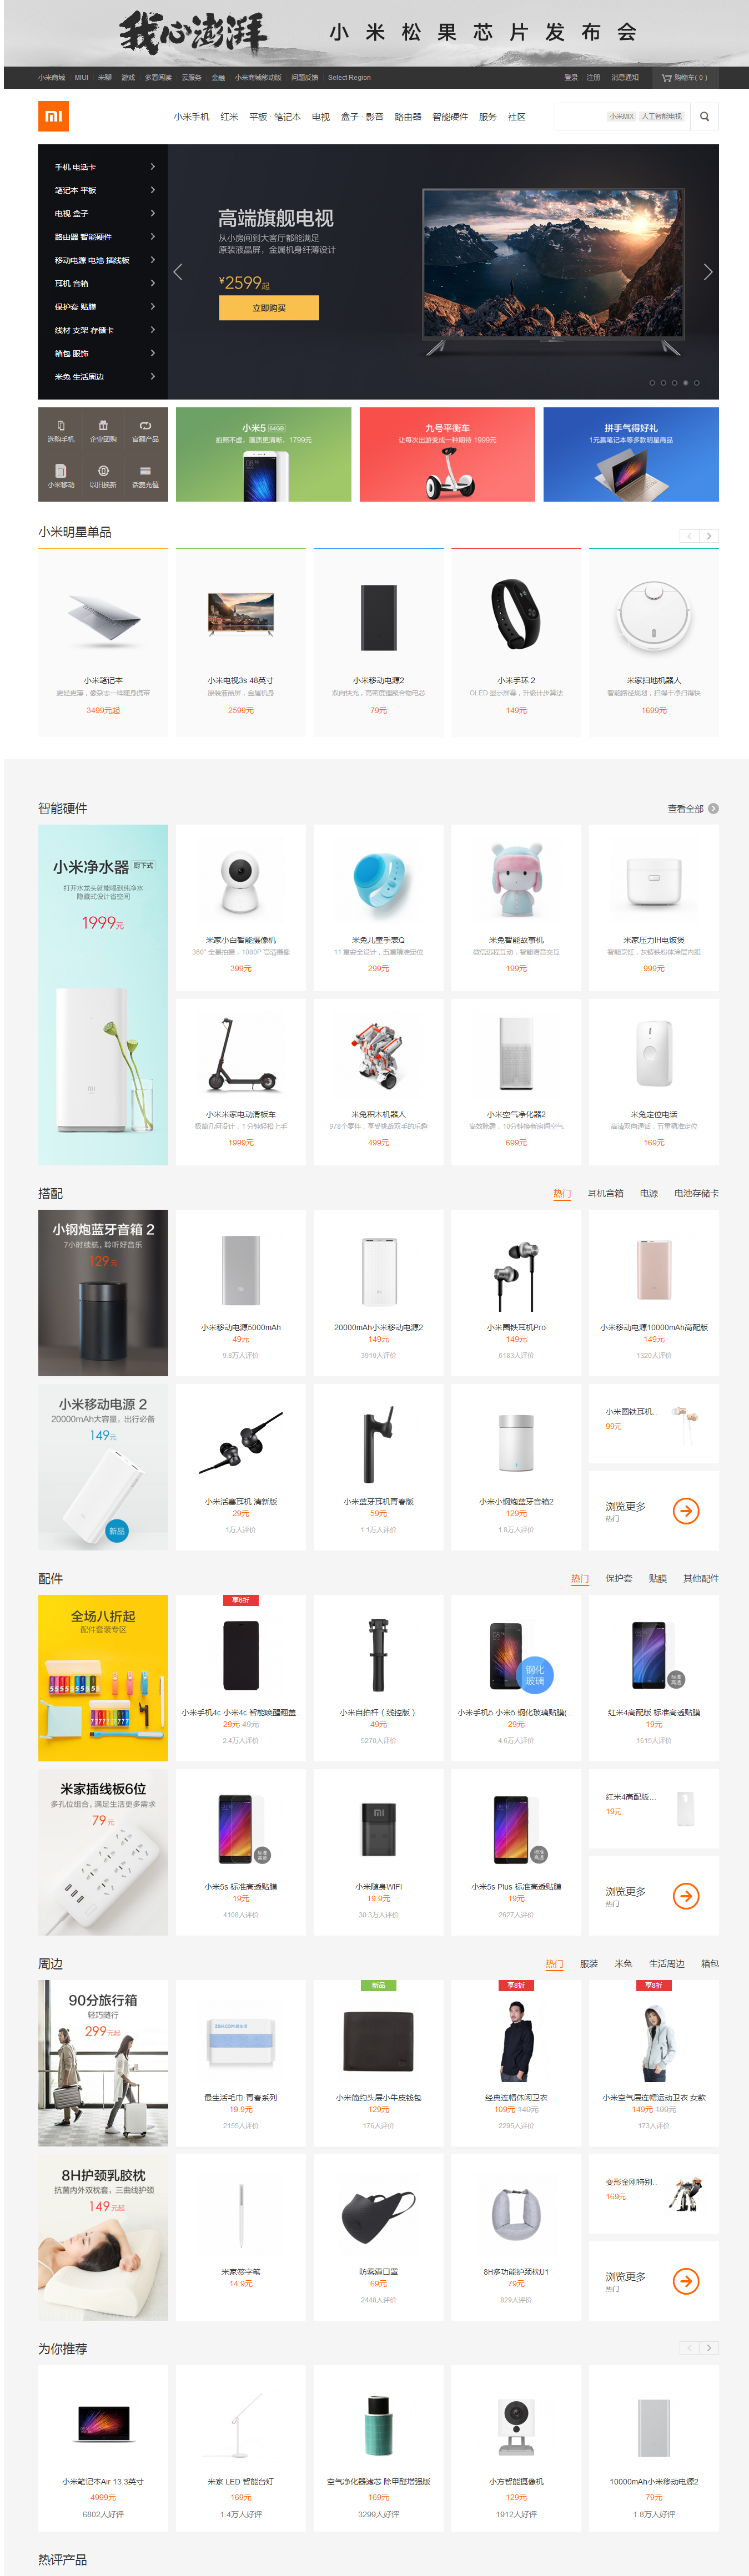 我心澎湃 小米松果芯片发布会
小米商城 MIUI 米聊 游戏 多看阅读 云服务 金融 小米商城移动版 问题反馈 Select Region 登录 注册 消息通知 购物车( 0 )
mi 小米手机 红米 平板 · 笔记本 电视 盒子 · 影音 路由器 智能硬件 服务 社区 小米MIX 人工智能电视
手机 电话卡
笔记本 平板
电视 盒子
路由器 智能硬件
移动电源 电池 插线板
耳机 音箱
保护套 贴膜
线材 支架 存储卡
箱包 服饰
米兔 生活周边
高端旗舰电视
从小房间到大客厅都能满足
原装液晶屏，金属机身纤薄设计
¥2599起
立即购买
选购手机 企业团购 官翻产品
小米移动 以旧换新 话费充值
小米5 64GB
拍照不虚，画质更清晰，1799元
九号平衡车
让每次出游变成一种期待 1999元
拼手气得好礼
1元赢笔记本等多款明星商品
小米明星单品
小米笔记本 小米电视3s 48英寸 小米移动电源2 小米手环 2 米家扫地机器人
更轻更薄，像杂志一样随身携带 原装液晶屏，金属机身 双向快充，高密度锂聚合物电芯 OLED 显示屏幕，升级计步算法 智能路径规划，扫得干净扫得快
3499元起 2599元 79元 149元 1699元
智能硬件 查看全部
小米净水器 厨下式
打开水龙头就能喝到纯净水
隐藏式设计省空间
1999元
米家小白智能摄像机 米兔儿童手表Q 米兔智能故事机 米家压力IH电饭煲
360° 全景拍摄，1080P 高清摄像 11 重安全设计，五重精准定位 微信远程互动，智能语音交互 智能烹饪，灰铸铁粉体涂层内胆
399元 299元 199元 999元
小米米家电动滑板车 米兔积木机器人 小米空气净化器2 米兔定位电话
极简几何设计，1 分钟轻松上手 978个零件，享受挑战双手的乐趣 高效除霾，10分钟焕新房间空气 高清双向通话，五重精准定位
1999元 499元 699元 169元
搭配 热门 耳机音箱 电源 电池存储卡
小钢炮蓝牙音箱 2
7小时续航，聆听好音乐
129元
小米移动电源5000mAh 20000mAh小米移动电源2 小米圈铁耳机Pro 小米移动电源10000mAh高配版
49元 149元 149元 149元
9.8万人评价 3910人评价 6183人评价 1320人评价
小米移动电源 2
20000mAh大容量，出行必备
149元
新品
小米活塞耳机 清新版 小米蓝牙耳机青春版 小米小钢炮蓝牙音箱2
29元 59元 129元
1万人评价 1.1万人评价 1.8万人评价
小米圈铁耳机...
99元
浏览更多
热门
配件 热门 保护套 贴膜 其他配件
全场八折起
配件套装专区
享6折
钢化
玻璃
标准
高透
小米手机4c 小米4c 智能唤醒翻盖... 小米自拍杆（线控版） 小米手机5 小米5 钢化玻璃贴膜(... 红米4高配版 标准高透贴膜
29元 49元 49元 29元 19元
2.4万人评价 5270人评价 4.6万人评价 1615人评价
米家插线板6位
多孔位组合，满足生活更多需求
79元
标准
高透
标准
高透
小米5s 标准高透贴膜 小米随身WIFI 小米5s Plus 标准高透贴膜
19元 19.9元 19元
4108人评价 30.3万人评价 2627人评价
红米4高配版...
19元
浏览更多
热门
周边 热门 服装 米兔 生活周边 箱包
90分旅行箱
轻巧随行
299元起
新品 享8折 享8折
最生活毛巾·青春系列 小米简约头层小牛皮钱包 经典连帽休闲卫衣 小米空气层连帽运动卫衣 女款
19.9元 129元 109元 149元 149元 199元
2155人评价 176人评价 2295人评价 173人评价
8H护颈乳胶枕
抗菌内外双枕套，三曲线护颈
149元起
米家签字笔 防雾霾口罩 8H多功能护颈枕U1
14.9元 69元 79元
2448人评价 829人评价
变形金刚特别...
169元
浏览更多
热门
为你推荐
小米笔记本Air 13.3英寸 米家 LED 智能台灯 空气净化器滤芯 除甲醛增强版 小方智能摄像机 10000mAh小米移动电源2
4999元 169元 169元 129元 79元
6802人好评 1.4万人好评 3299人好评 1912人好评 1.8万人好评
热评产品